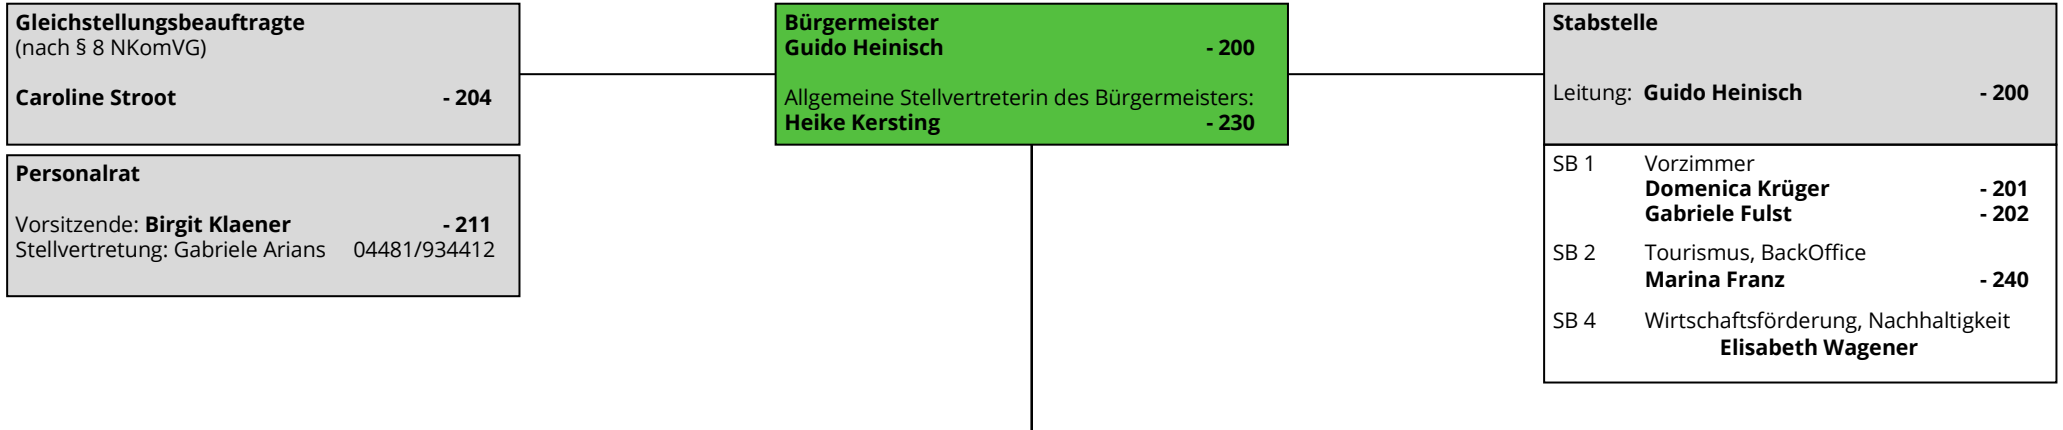 Gleichstellungsbeauftragte
(nach § 8 NKomVG)
Caroline Stroot - 204
Personalrat
Vorsitzende: Birgit Klaener - 211
Stellvertretung: Gabriele Arians 04481/934412
Bürgermeister
Guido Heinisch - 200
Allgemeine Stellvertreterin des Bürgermeisters:
Heike Kersting - 230
Stabstelle
Leitung: Guido Heinisch - 200
SB 1 Vorzimmer
Domenica Krüger - 201
Gabriele Fulst - 202
SB 2 Tourismus, BackOffice
Marina Franz - 240
SB 4 Wirtschaftsförderung, Nachhaltigkeit
Elisabeth Wagener